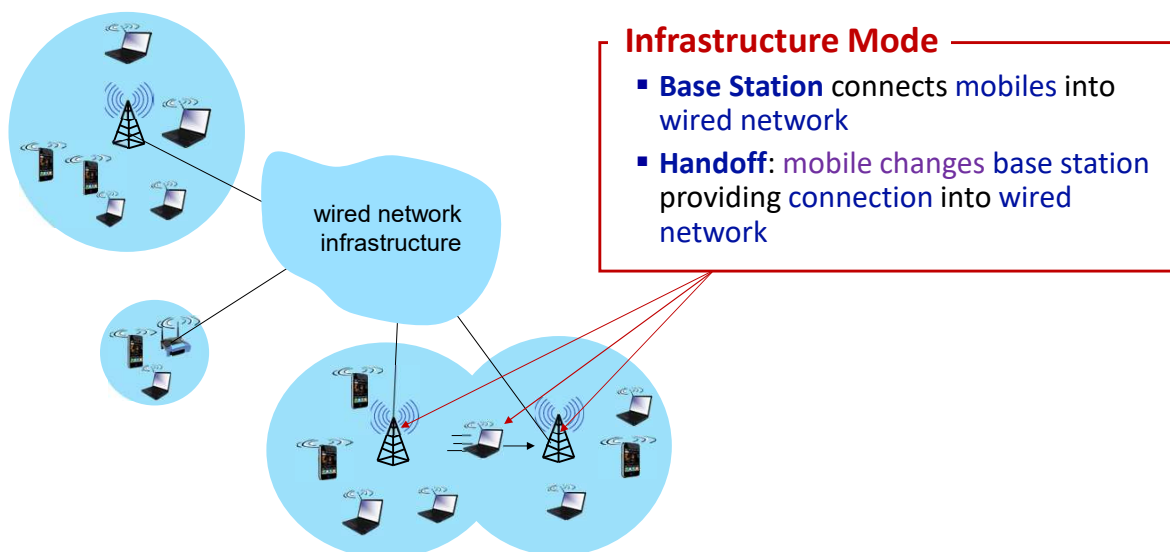 Infrastructure Mode
▪ Base Station connects mobiles into
wired network
▪ Handoff: mobile changes base station
providing connection into wired
network
wired network
infrastructure